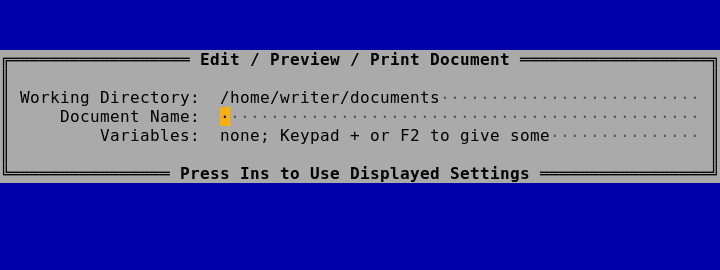 Edit / Preview / Print Document
Working Directory: /home/writer/documents
Document Name:
Variables: none; Keypad + or F2 to give some
Press Ins to Use Displayed Settings